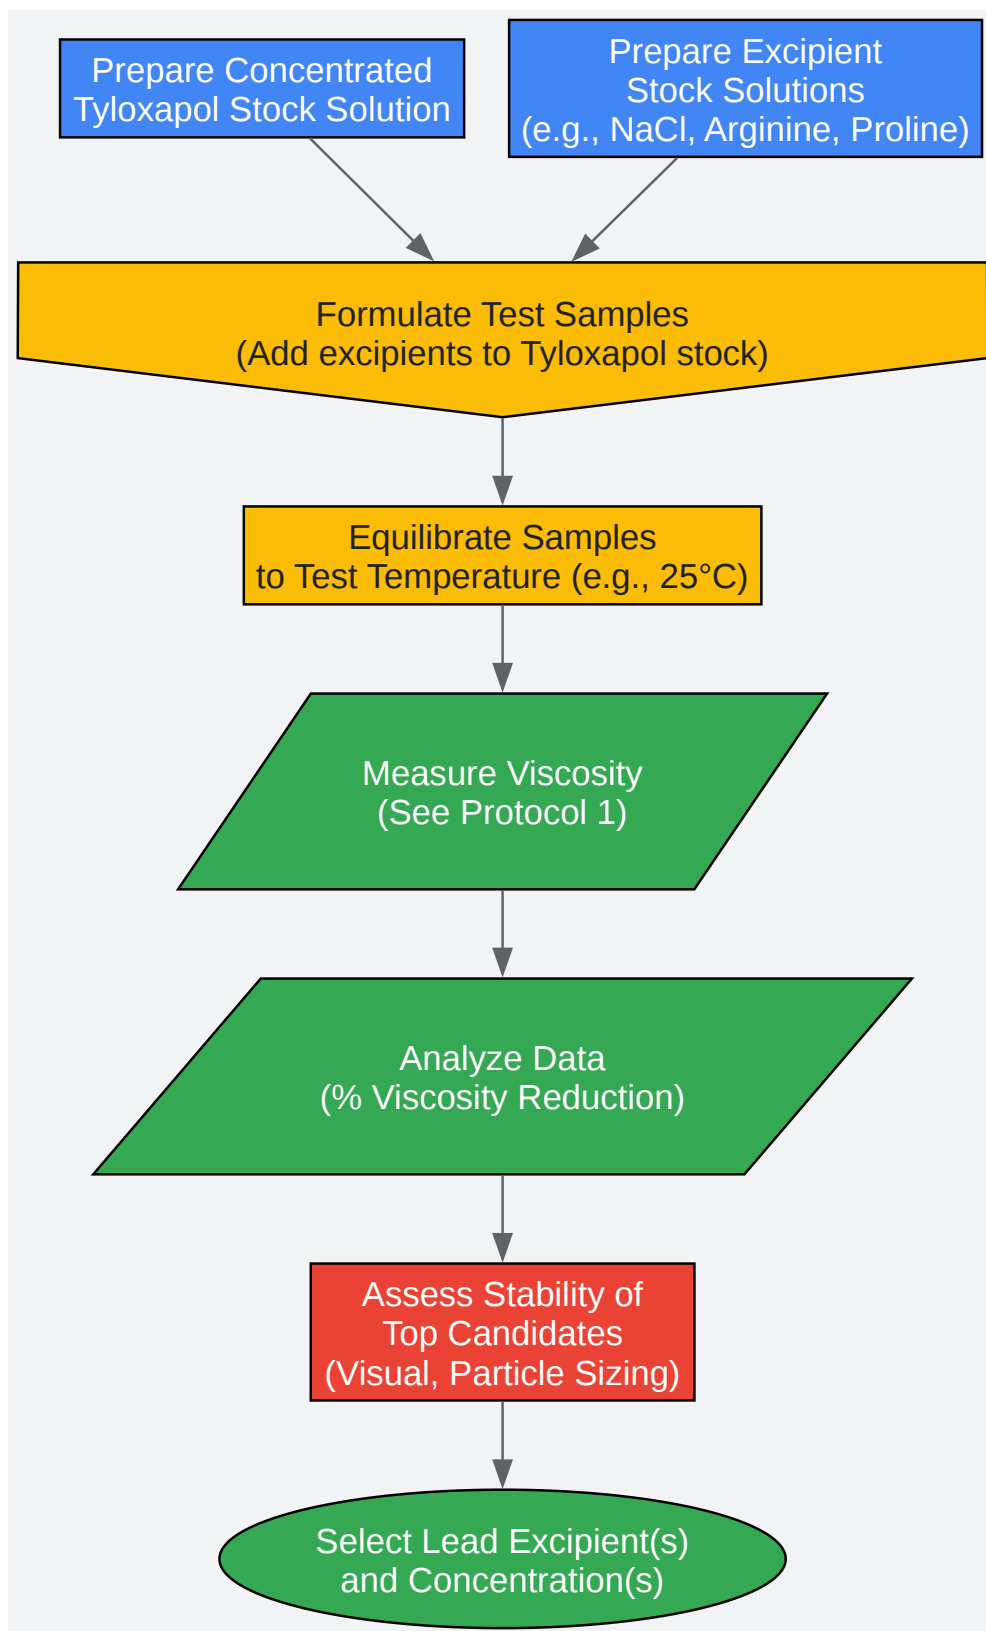 Prepare Concentrated
Tyloxapol Stock Solution
Prepare Excipient
Stock Solutions
(e.g., NaCl, Arginine, Proline)
Formulate Test Samples
(Add excipients to Tyloxapol stock)
Equilibrate Samples
to Test Temperature (e.g., 25°C)
Measure Viscosity
(See Protocol 1)
Analyze Data
(% Viscosity Reduction)
Assess Stability of
Top Candidates
(Visual, Particle Sizing)
Select Lead Excipient(s)
and Concentration(s)